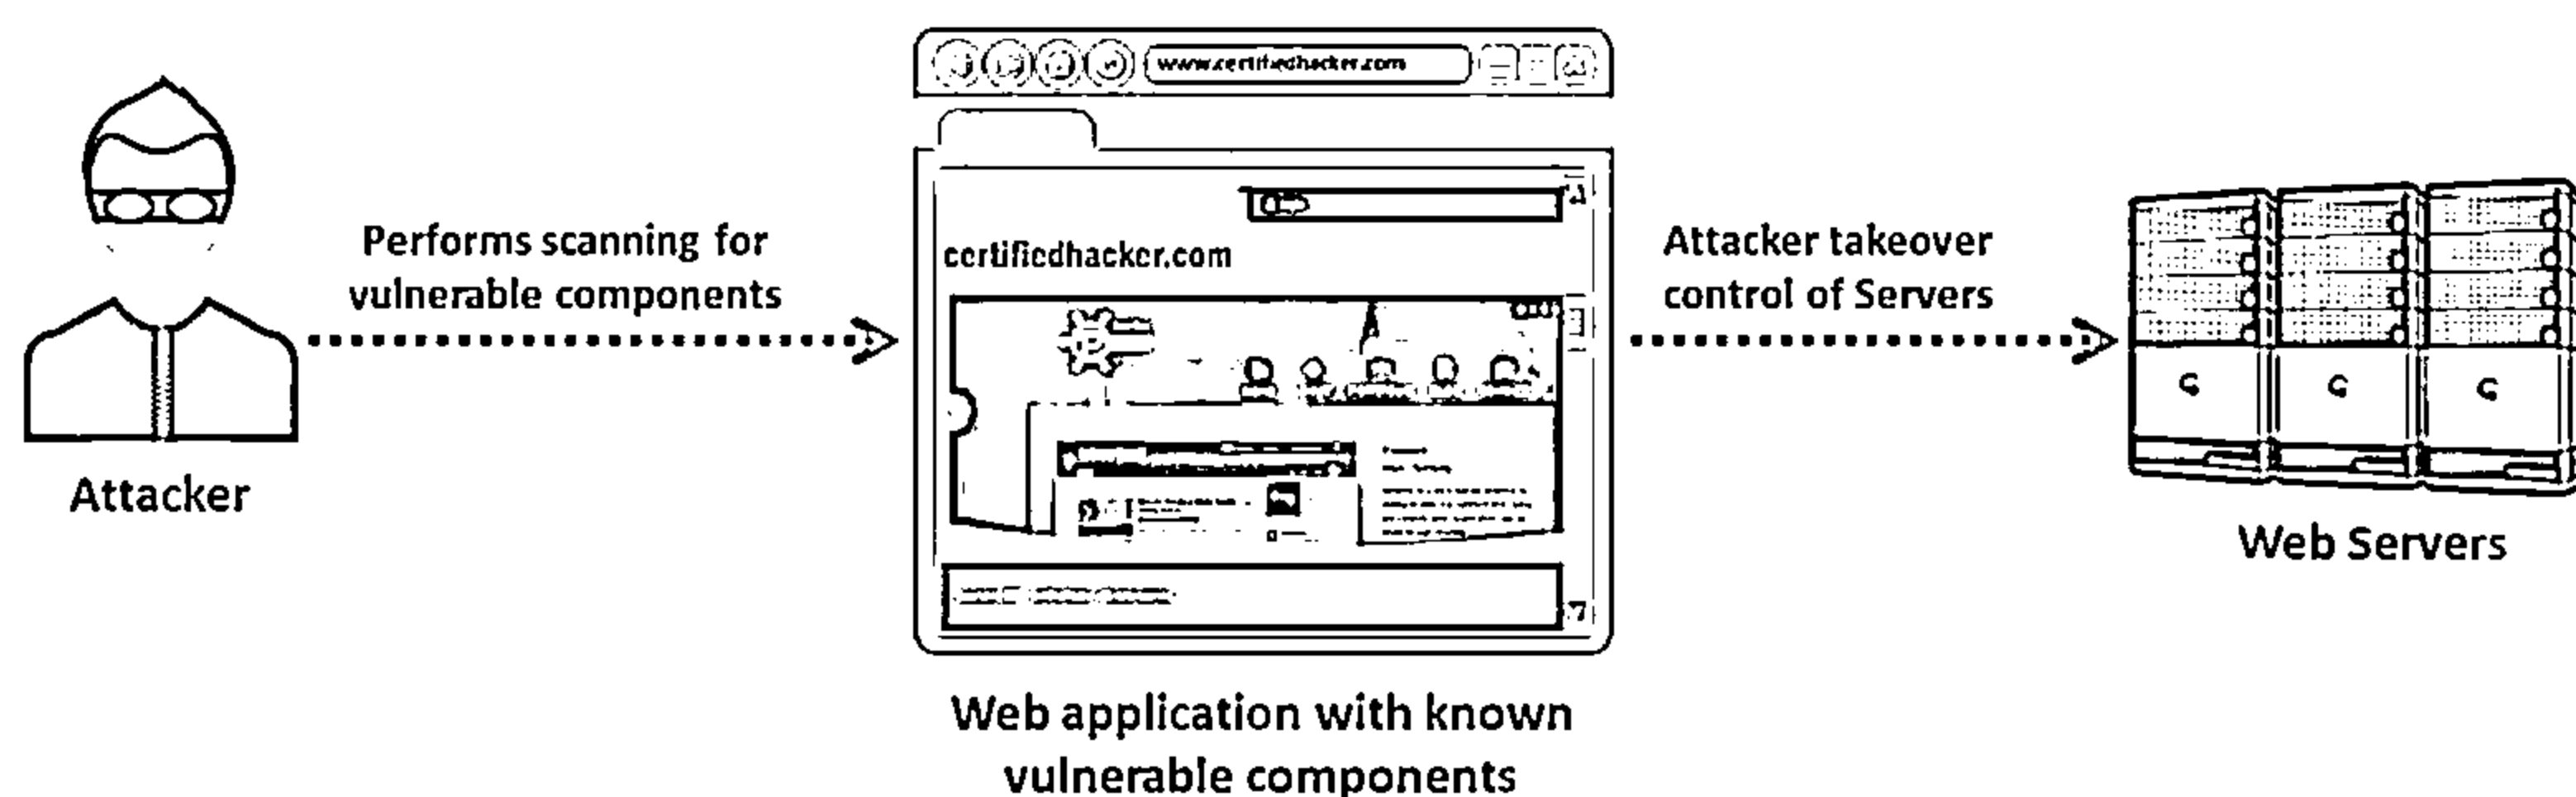 www.certifiedhacker.com
certifiedhacker.com
Performs scanning for
vulnerable components
Attacker takeover
control of Servers
Attacker
Web Servers
Web application with known
vulnerable components